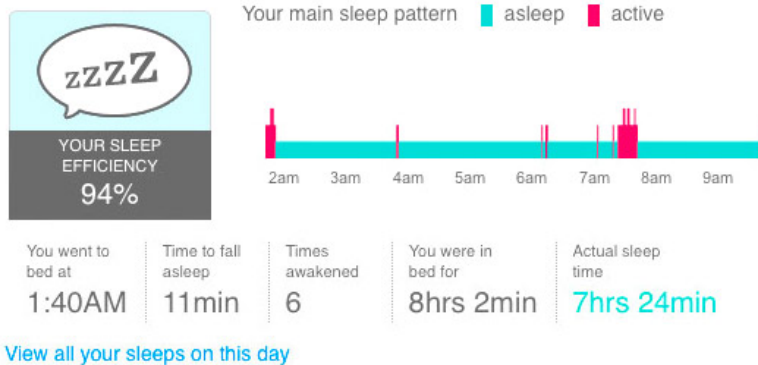 Your main sleep pattern asleep active
zzzZ
YOUR SLEEP
EFFICIENCY
94%
2am 3am 4am 5am 6am 7am 8am 9am
You went to
bed at
1:40AM
Time to fall
asleep
11min
Times
awakened
6
You were in
bed for
8hrs 2min
Actual sleep
time
7hrs 24min
View all your sleeps on this day